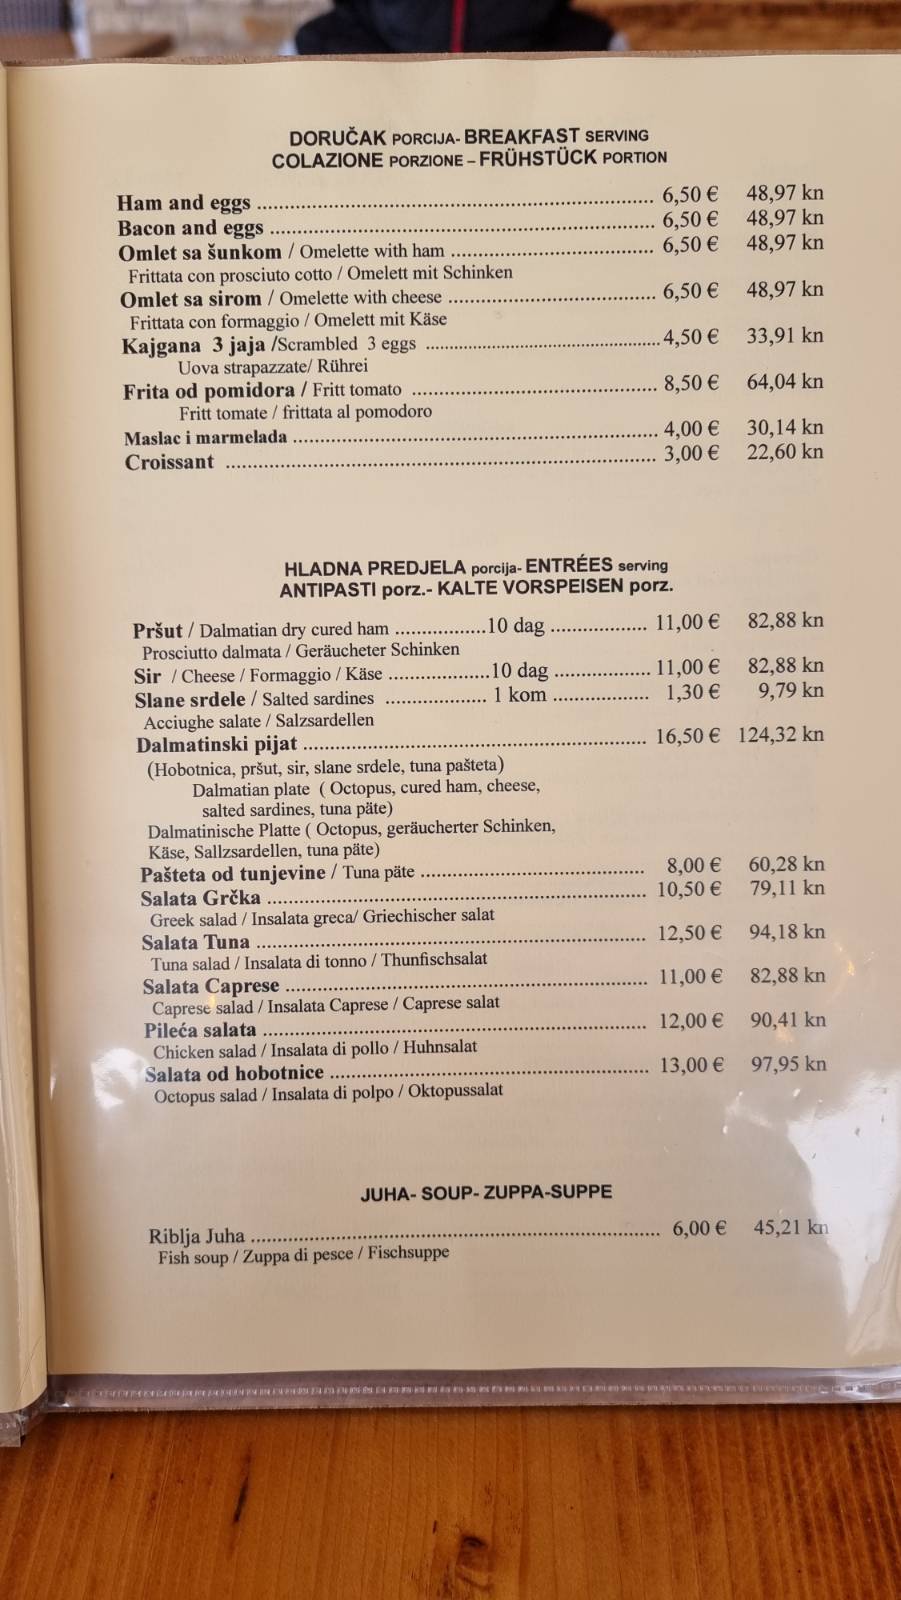 DORUČAK PORCIJA- BREAKFAST SERVING
COLAZIONE PORZIONE – FRÜHSTÜCK PORTION
Ham and eggs ........................................ 6,50 € 48,97 kn
Bacon and eggs ........................................ 6,50 € 48,97 kn
Omlet sa šunkom / Omelette with ham ........................................ 6,50 € 48,97 kn
Frittata con prosciuto cotto / Omelett mit Schinken
Omlet sa sirom / Omelette with cheese ........................................ 6,50 € 48,97 kn
Frittata con formaggio / Omelett mit Käse
Kajgana 3 jaja /Scrambled 3 eggs ........................................ 4,50 € 33,91 kn
Uova strapazzate/ Rührei
Frita od pomidora / Fritt tomato ........................................ 8,50 € 64,04 kn
Fritt tomate / frittata al pomodoro
Maslac i marmelada ........................................ 4,00 € 30,14 kn
Croissant ........................................ 3,00 € 22,60 kn
HLADNA PREDJELA porcija- ENTRÉES serving
ANTIPASTI porz.- KALTE VORSPEISEN porz.
Pršut / Dalmatian dry cured ham .................10 dag ................. 11,00 € 82,88 kn
Prosciutto dalmata / Geräucheter Schinken
Sir / Cheese / Formaggio / Käse ...................10 dag ................. 11,00 € 82,88 kn
Slane srdele / Salted sardines ................... 1 kom ................. 1,30 € 9,79 kn
Acciughe salate / Salzsardellen
Dalmatinski pijat ........................................ 16,50 € 124,32 kn
(Hobotnica, pršut, sir, slane srdele, tuna pašteta)
Dalmatian plate ( Octopus, cured ham, cheese,
salted sardines, tuna päte)
Dalmatinische Platte ( Octopus, geräucherter Schinken,
Käse, Sallzsardellen, tuna päte)
Pašteta od tunjevine / Tuna päte ........................................ 8,00 € 60,28 kn
Salata Grčka ........................................ 10,50 € 79,11 kn
Greek salad / Insalata greca/ Griechischer salat
Salata Tuna ........................................ 12,50 € 94,18 kn
Tuna salad / Insalata di tonno / Thunfischsalat
Salata Caprese ........................................ 11,00 € 82,88 kn
Caprese salad / Insalata Caprese / Caprese salat
Pileća salata ........................................ 12,00 € 90,41 kn
Chicken salad / Insalata di pollo / Huhnsalat
Salata od hobotnice ........................................ 13,00 € 97,95 kn
Octopus salad / Insalata di polpo / Oktopussalat
JUHA- SOUP- ZUPPA-SUPPE
Riblja Juha ........................................ 6,00 € 45,21 kn
Fish soup / Zuppa di pesce / Fischsuppe